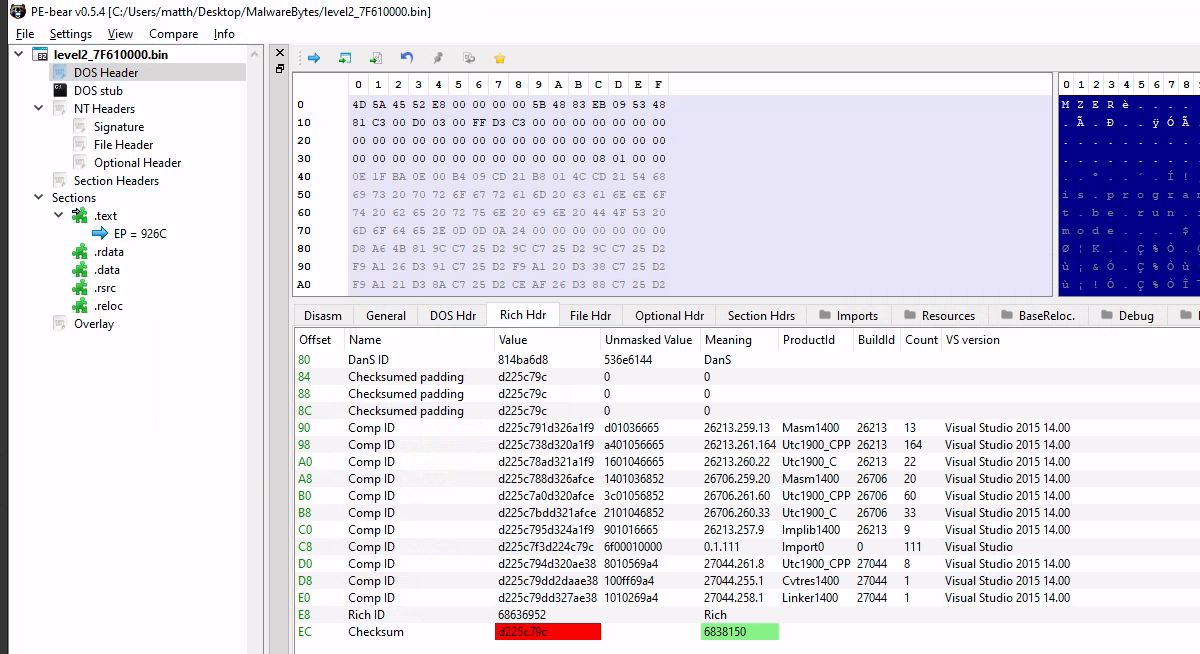 PE-bear v0.5.4 [C:/Users/matth/Desktop/MalwareBytes/level2_7F610000.bin]
File Settings View Compare Info
level2_7F610000.bin
DOS Header
DOS stub
NT Headers
Signature
File Header
Optional Header
Section Headers
Sections
.text
EP = 926C
.rdata
.data
.rsrc
.reloc
Overlay
0 1 2 3 4 5 6 7 8 9 A B C D E F
0 4D 5A 45 52 E8 00 00 00 00 5B 48 83 EB 09 53 48
10 81 C3 00 D0 03 00 FF D3 C3 00 00 00 00 00 00 00
20 00 00 00 00 00 00 00 00 00 00 00 00 00 00 00 00
30 00 00 00 00 00 00 00 00 00 00 00 00 08 01 00 00
40 0E 1F BA 0E 00 B4 09 CD 21 B8 01 4C CD 21 54 68
50 69 73 20 70 72 6F 67 72 61 6D 20 63 61 6E 6E 6F
60 74 20 62 65 20 72 75 6E 20 69 6E 20 44 4F 53 20
70 6D 6F 64 65 2E 0D 0D 0A 24 00 00 00 00 00 00 00
80 D8 A6 4B 81 9C C7 25 D2 9C C7 25 D2 9C C7 25 D2
90 F9 A1 26 D3 91 C7 25 D2 F9 A1 20 D3 38 C7 25 D2
A0 F9 A1 21 D3 8A C7 25 D2 CE AF 26 D3 88 C7 25 D2
0 1 2 3 4 5 6 7 8
M Z E R è . . . .
. Ã . Ð . . ÿ Ó Ã
. . . . . . . . .
. . . . . . . . .
. . º . . ´ . Í !
i s . p r o g r a
t . b e . r u n .
m o d e . . . . $
Ø ¦ K . . Ç % Ò .
ù ¡ & Ó . Ç % Ò ù
ù ¡ ! Ó . Ç % Ò Î
Disasm General DOS Hdr Rich Hdr File Hdr Optional Hdr Section Hdrs Imports Resources BaseReloc. Debug
Offset Name Value Unmasked Value Meaning ProductId BuildId Count VS version
80 DanS ID 814ba6d8 536e6144 DanS
84 Checksumed padding d225c79c 0 0
88 Checksumed padding d225c79c 0 0
8C Checksumed padding d225c79c 0 0
90 Comp ID d225c791d326a1f9 d01036665 26213.259.13 Masm1400 26213 13 Visual Studio 2015 14.00
98 Comp ID d225c738d320a1f9 a401056665 26213.261.164 Utc1900_CPP 26213 164 Visual Studio 2015 14.00
A0 Comp ID d225c78ad321a1f9 1601046665 26213.260.22 Utc1900_C 26213 22 Visual Studio 2015 14.00
A8 Comp ID d225c788d326afce 1401036852 26706.259.20 Masm1400 26706 20 Visual Studio 2015 14.00
B0 Comp ID d225c7a0d320afce 3c01056852 26706.261.60 Utc1900_CPP 26706 60 Visual Studio 2015 14.00
B8 Comp ID d225c7bdd321afce 2101046852 26706.260.33 Utc1900_C 26706 33 Visual Studio 2015 14.00
C0 Comp ID d225c795d324a1f9 901016665 26213.257.9 Implib1400 26213 9 Visual Studio 2015 14.00
C8 Comp ID d225c7f3d224c79c 6f00010000 0.1.111 Import0 0 111 Visual Studio
D0 Comp ID d225c794d320ae38 8010569a4 27044.261.8 Utc1900_CPP 27044 8 Visual Studio 2015 14.00
D8 Comp ID d225c79dd2daae38 100ff69a4 27044.255.1 Cvtres1400 27044 1 Visual Studio 2015 14.00
E0 Comp ID d225c79dd327ae38 1010269a4 27044.258.1 Linker1400 27044 1 Visual Studio 2015 14.00
E8 Rich ID 68636952 Rich
EC Checksum d225c79c 6838150